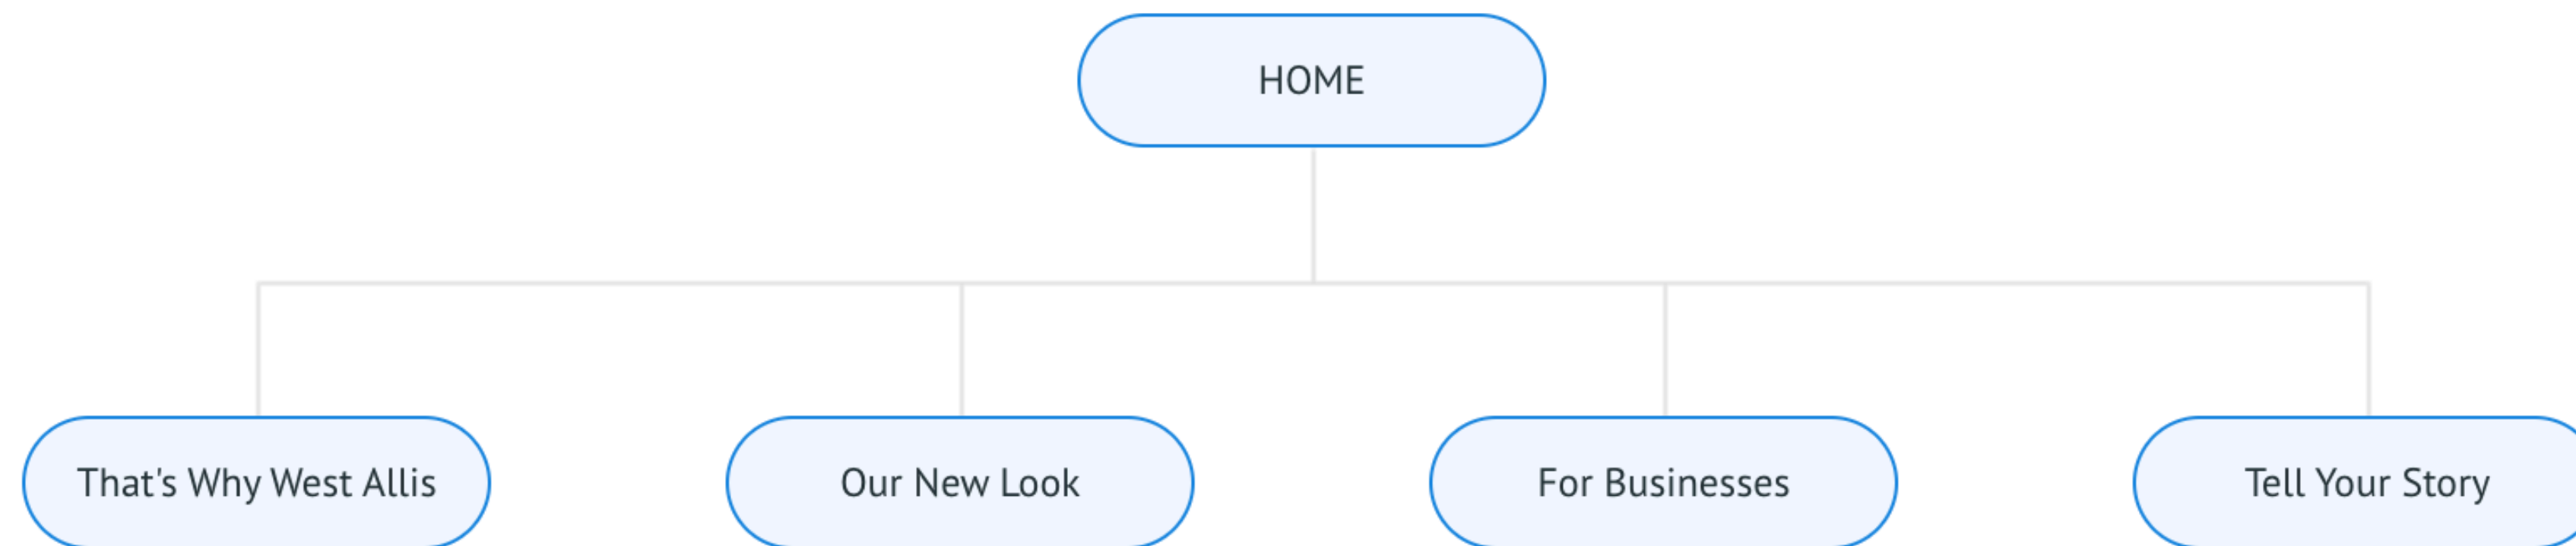 HOME
That's Why West Allis
Our New Look
For Businesses
Tell Your Story